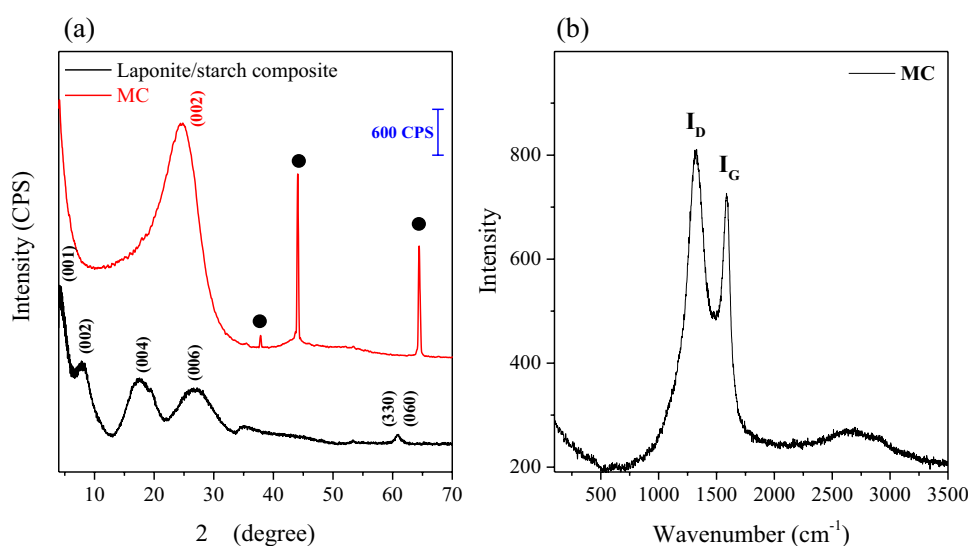 (a)
Laponite/starch composite
MC
600 CPS
(002)
(001)
(002)
(004)
(006)
(330)
(060)
Intensity (CPS)
10 20 30 40 50 60 70
2 (degree)
(b)
MC
I_D
I_G
800
600
400
200
Intensity
500 1000 1500 2000 2500 3000 3500
Wavenumber (cm⁻¹)